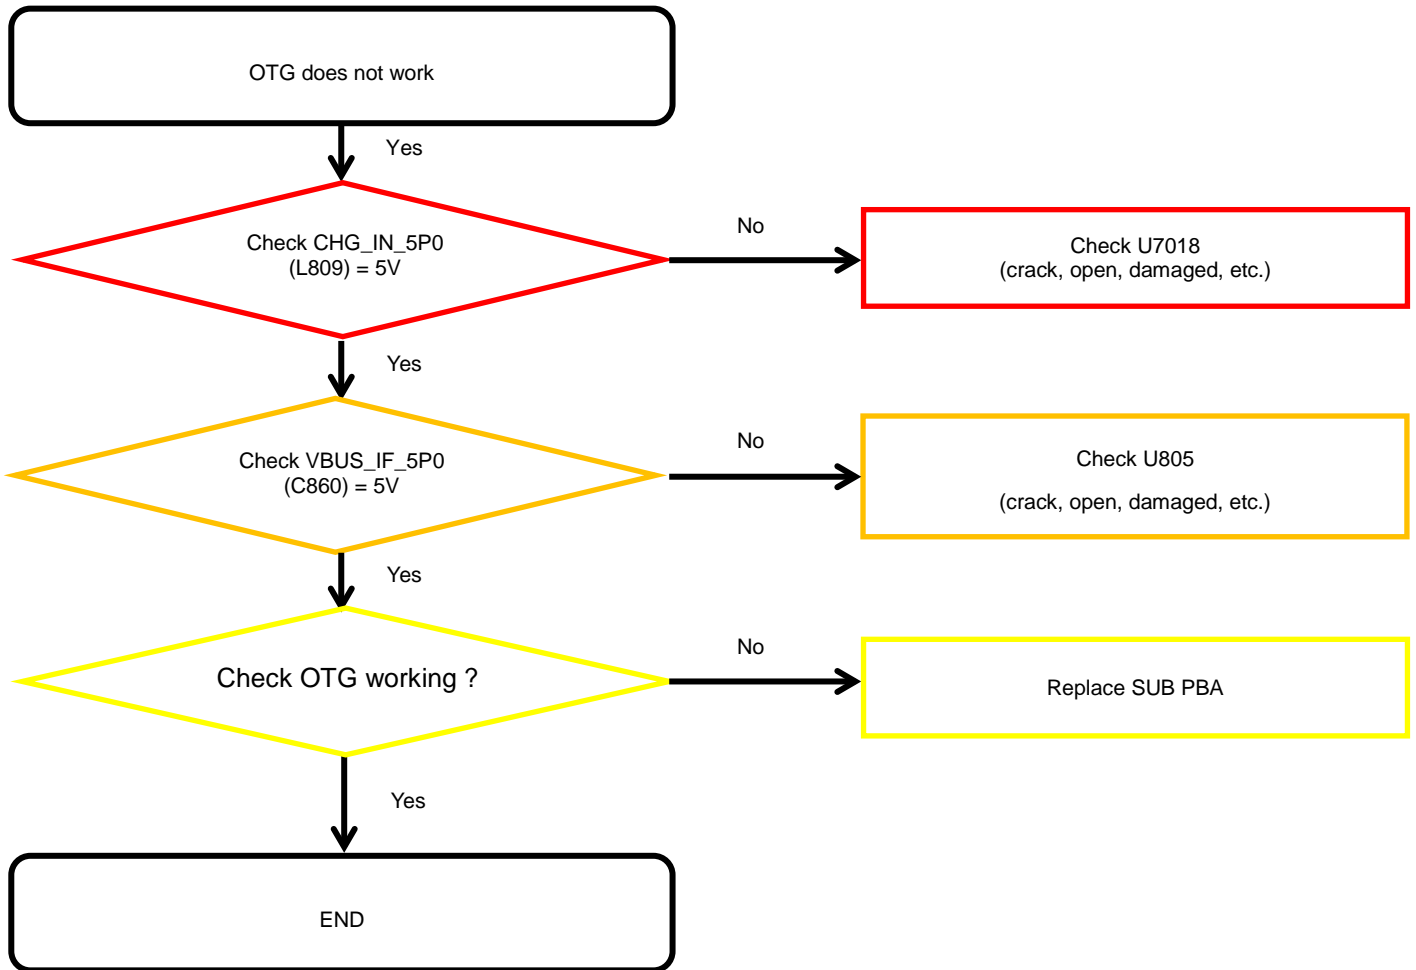 OTG does not work
Yes
Check CHG_IN_5P0
(L809) = 5V
No
Check U7018
(crack, open, damaged, etc.)
Yes
Check VBUS_IF_5P0
(C860) = 5V
No
Check U805
(crack, open, damaged, etc.)
Yes
Check OTG working ?
No
Replace SUB PBA
Yes
END